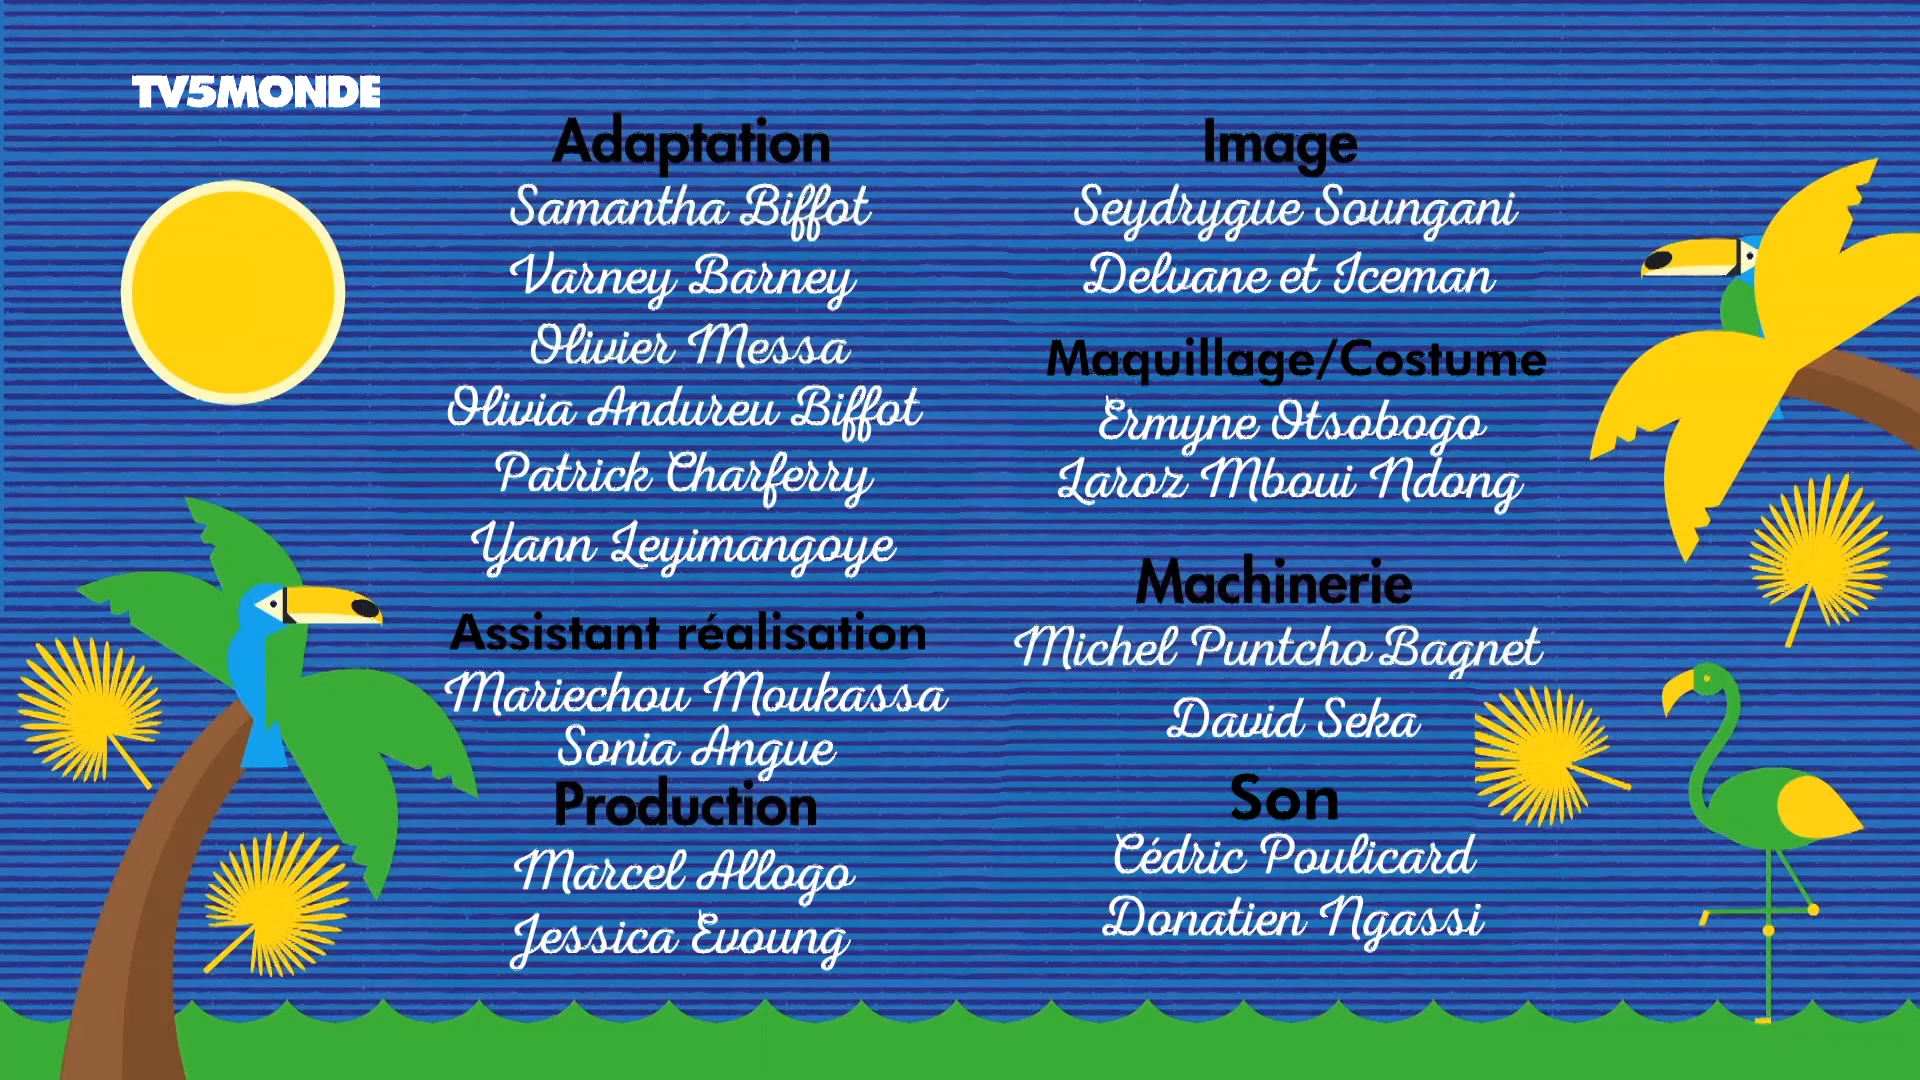 TV5MONDE
Adaptation
Samantha Biffot
Varney Barney
Olivier Messa
Olivia Andureu Biffot
Patrick Charferry
Yann Leyimangoye
Assistant réalisation
Mariechou Moukassa
Sonia Angue
Production
Marcel Allogo
Jessica Evoung
Image
Seydrygue Soungani
Delvane et Iceman
Maquillage/Costume
Ermyne Otsobogo
Laroz Mboui Ndong
Machinerie
Michel Puntcho Bagnet
David Seka
Son
Cédric Poulicard
Donatien Ngassi